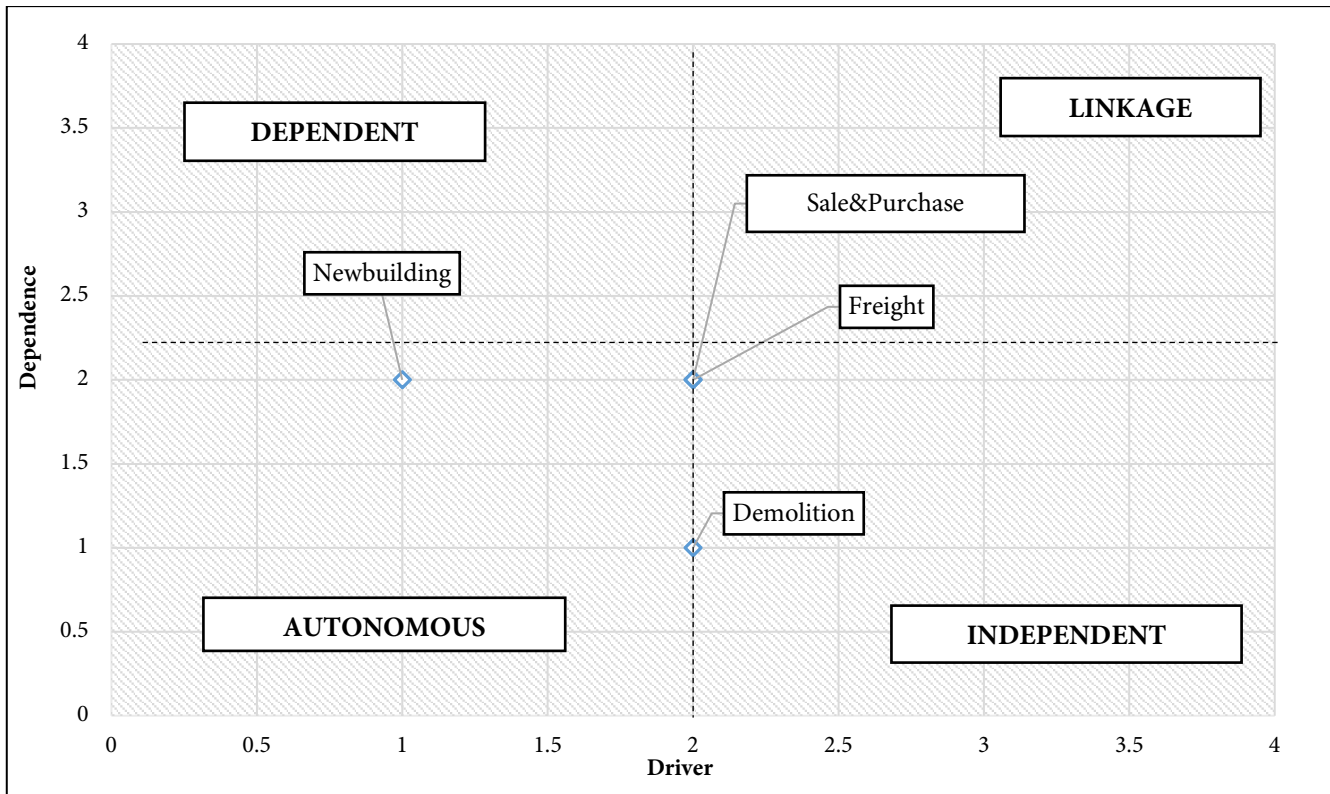 4
3.5
3
2.5
2
1.5
1
0.5
0
Dependence
DEPENDENT
LINKAGE
Sale&Purchase
Newbuilding
Freight
Demolition
AUTONOMOUS
INDEPENDENT
0 0.5 1 1.5 2 2.5 3 3.5 4
Driver